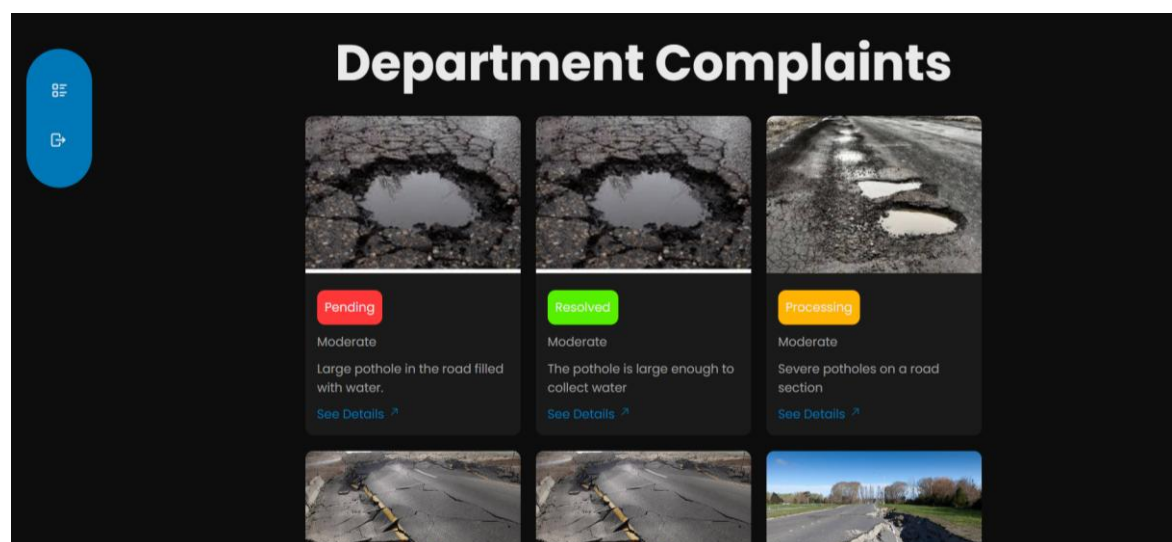 Department Complaints
Pending
Moderate
Large pothole in the road filled
with water.
See Details ↗
Resolved
Moderate
The pothole is large enough to
collect water
See Details ↗
Processing
Moderate
Severe potholes on a road
section
See Details ↗